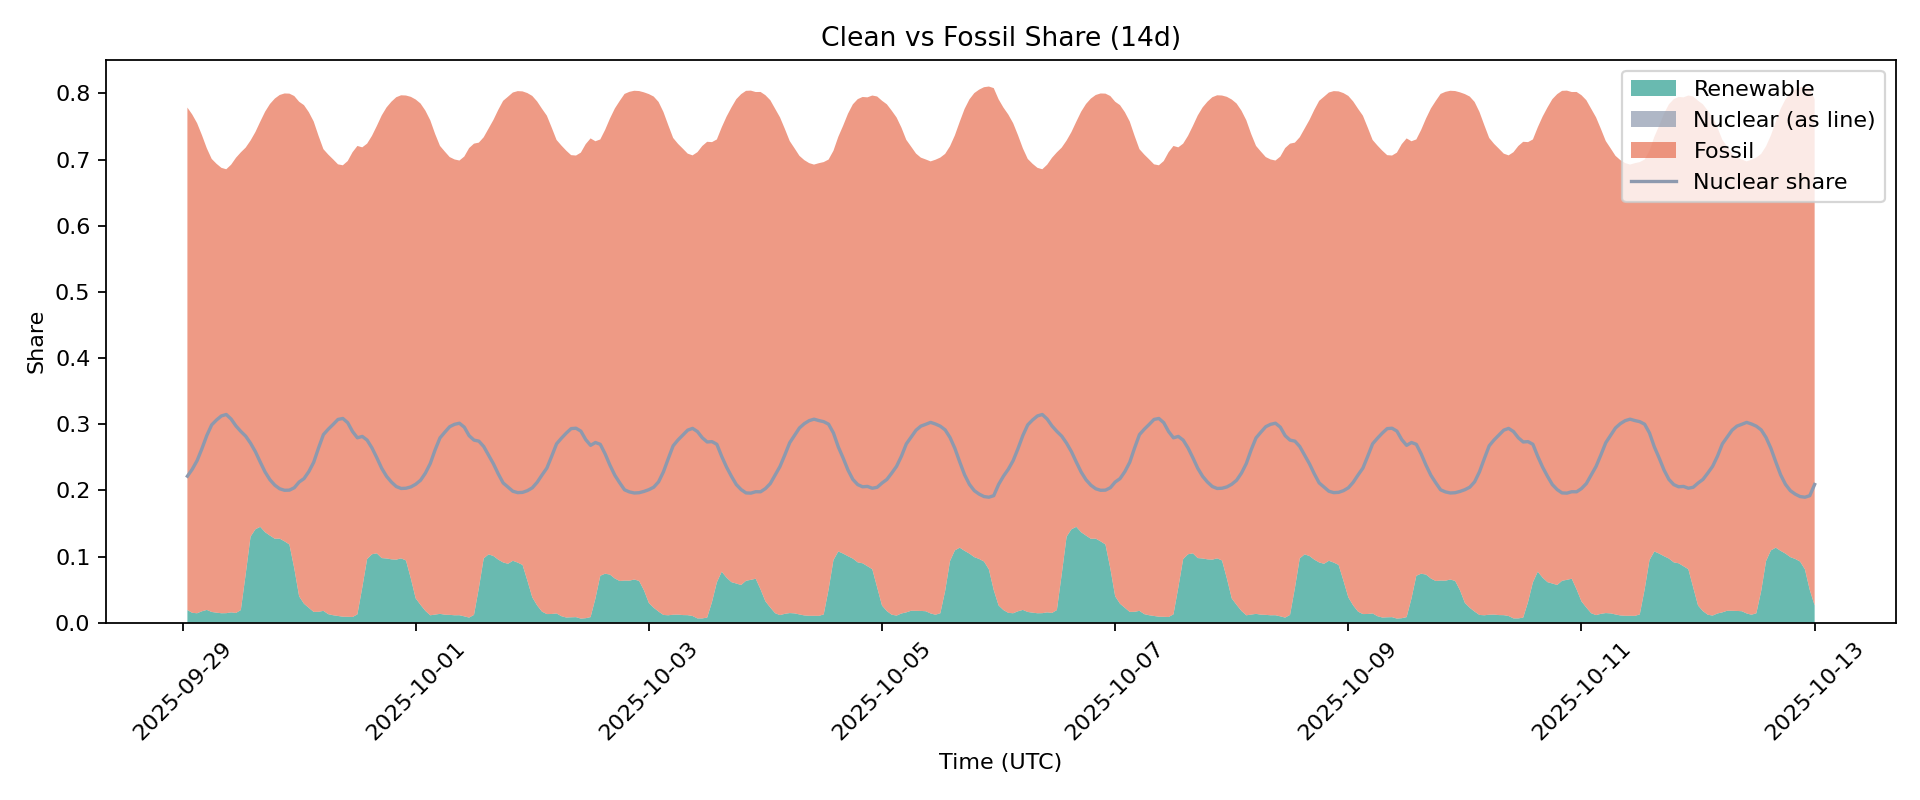 Clean vs Fossil Share (14d)
Renewable
Nuclear (as line)
Fossil
Nuclear share
Share
0.8
0.7
0.6
0.5
0.4
0.3
0.2
0.1
0.0
2025-09-29
2025-10-01
2025-10-03
2025-10-05
2025-10-07
2025-10-09
2025-10-11
2025-10-13
Time (UTC)